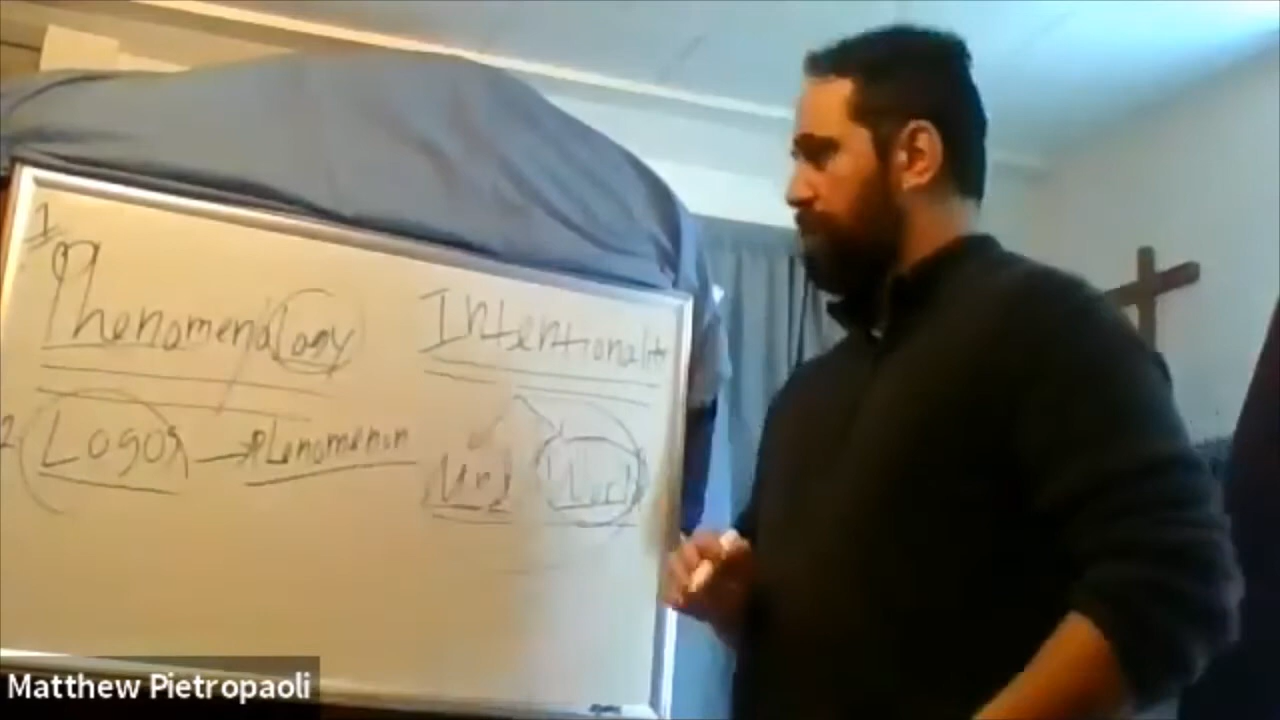 1
Phenomenology
Intentionality
2 Logos → Phenomenon
Matthew Pietropaoli